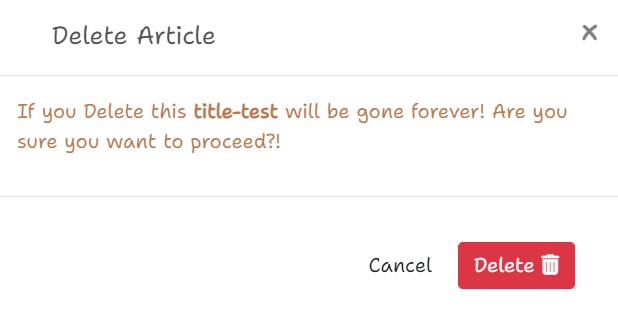 Delete Article
If you Delete this title-test will be gone forever! Are you
sure you want to proceed?!
Cancel
Delete